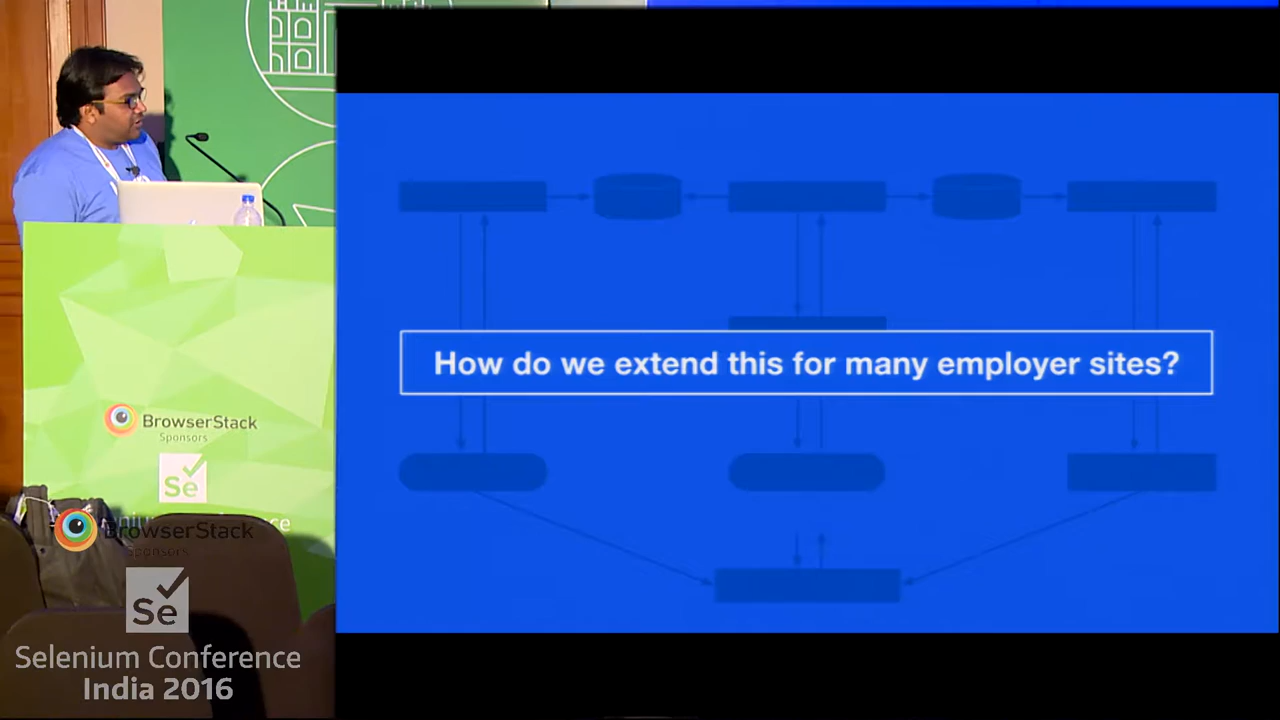 How do we extend this for many employer sites?
BrowserStack
Sponsors
Se
BrowserStack
Sponsors
Se
Selenium Conference
India 2016